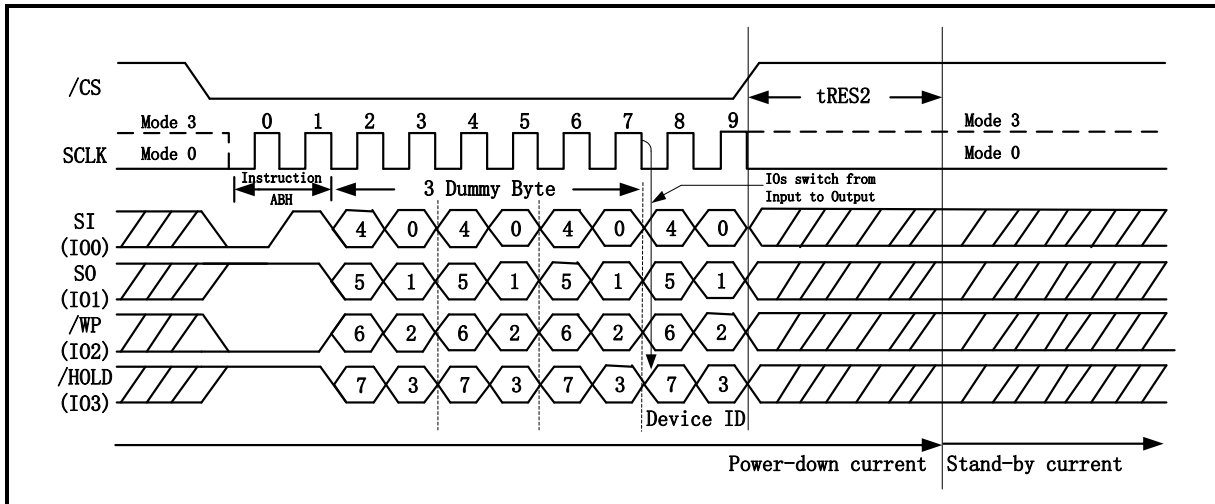 /CS
tRES2
Mode 3 0 1 2 3 4 5 6 7 8 9 Mode 3
SCLK Mode 0 Mode 0
Instruction
ABH
3 Dummy Byte
IOs switch from
Input to Output
SI
(IO0)
4 0 4 0 4 0 4 0
SO
(IO1)
5 1 5 1 5 1 5 1
/WP
(IO2)
6 2 6 2 6 2 6 2
/HOLD
(IO3)
7 3 7 3 7 3 7 3
Device ID
Power-down current Stand-by current